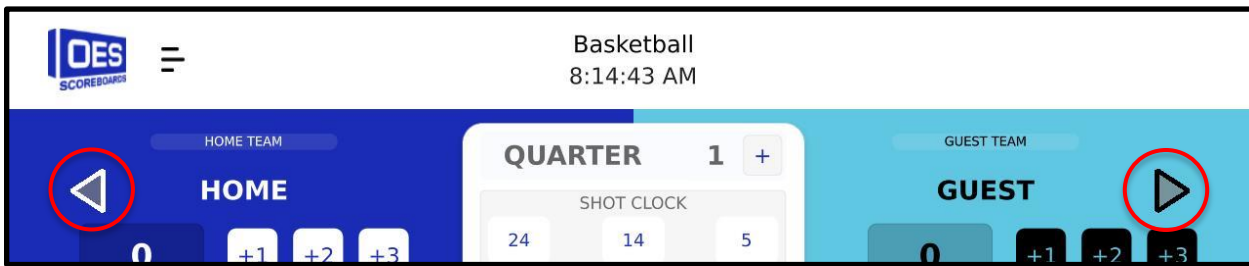 OES
SCOREBOARDS
Basketball
8:14:43 AM
HOME TEAM
HOME
0
+1 +2 +3
QUARTER 1 +
SHOT CLOCK
24 14 5
GUEST TEAM
GUEST
0
+1 +2 +3